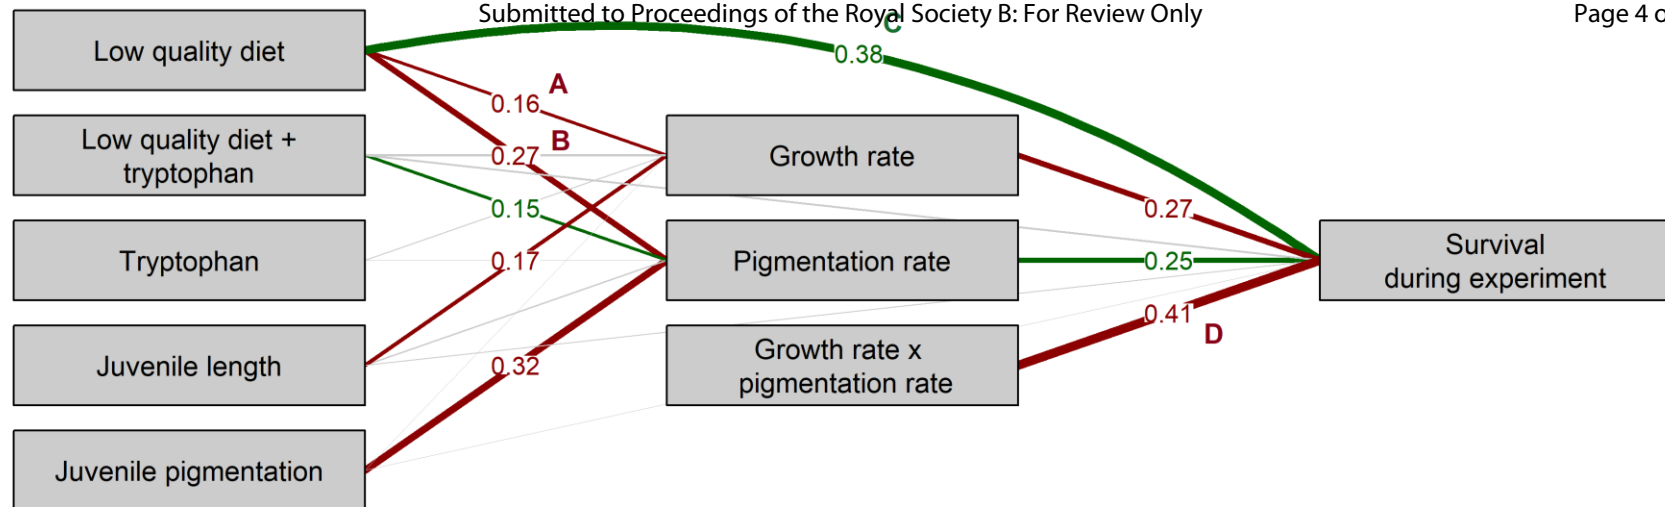 Submitted to Proceedings of the Royal Society B: For Review Only
Page 4 o
C
Low quality diet
0.38
A
0.16
Low quality diet +
tryptophan
B
0.27
Growth rate
0.15
0.27
Tryptophan
0.17
Pigmentation rate
0.25
Survival
during experiment
0.41
D
Juvenile length
0.32
Growth rate x
pigmentation rate
Juvenile pigmentation